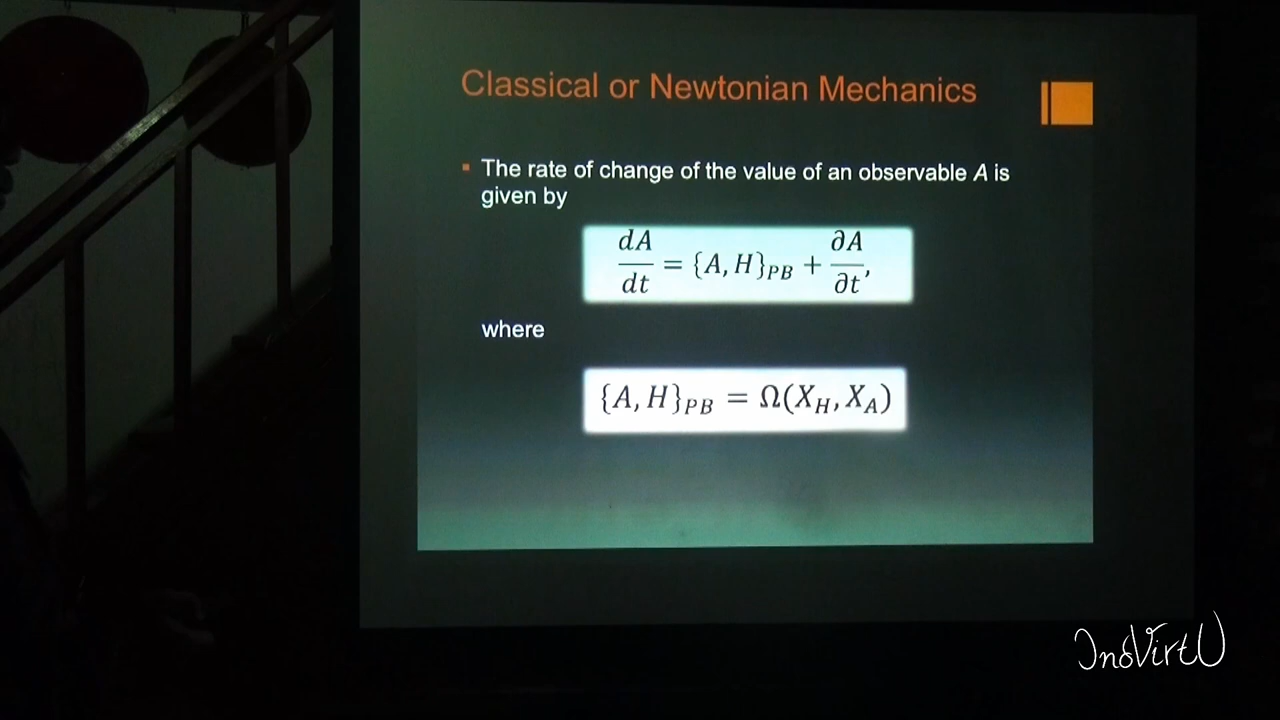 Classical or Newtonian Mechanics
▪ The rate of change of the value of an observable A is
given by
dA/dt = {A, H}_PB + ∂A/∂t,
where
{A, H}_PB = Ω(X_H, X_A)
InoVirtU